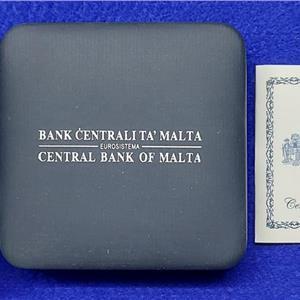 BANK ĊENTRALI TA' MALTA
EUROSISTEMA
CENTRAL BANK OF MALTA